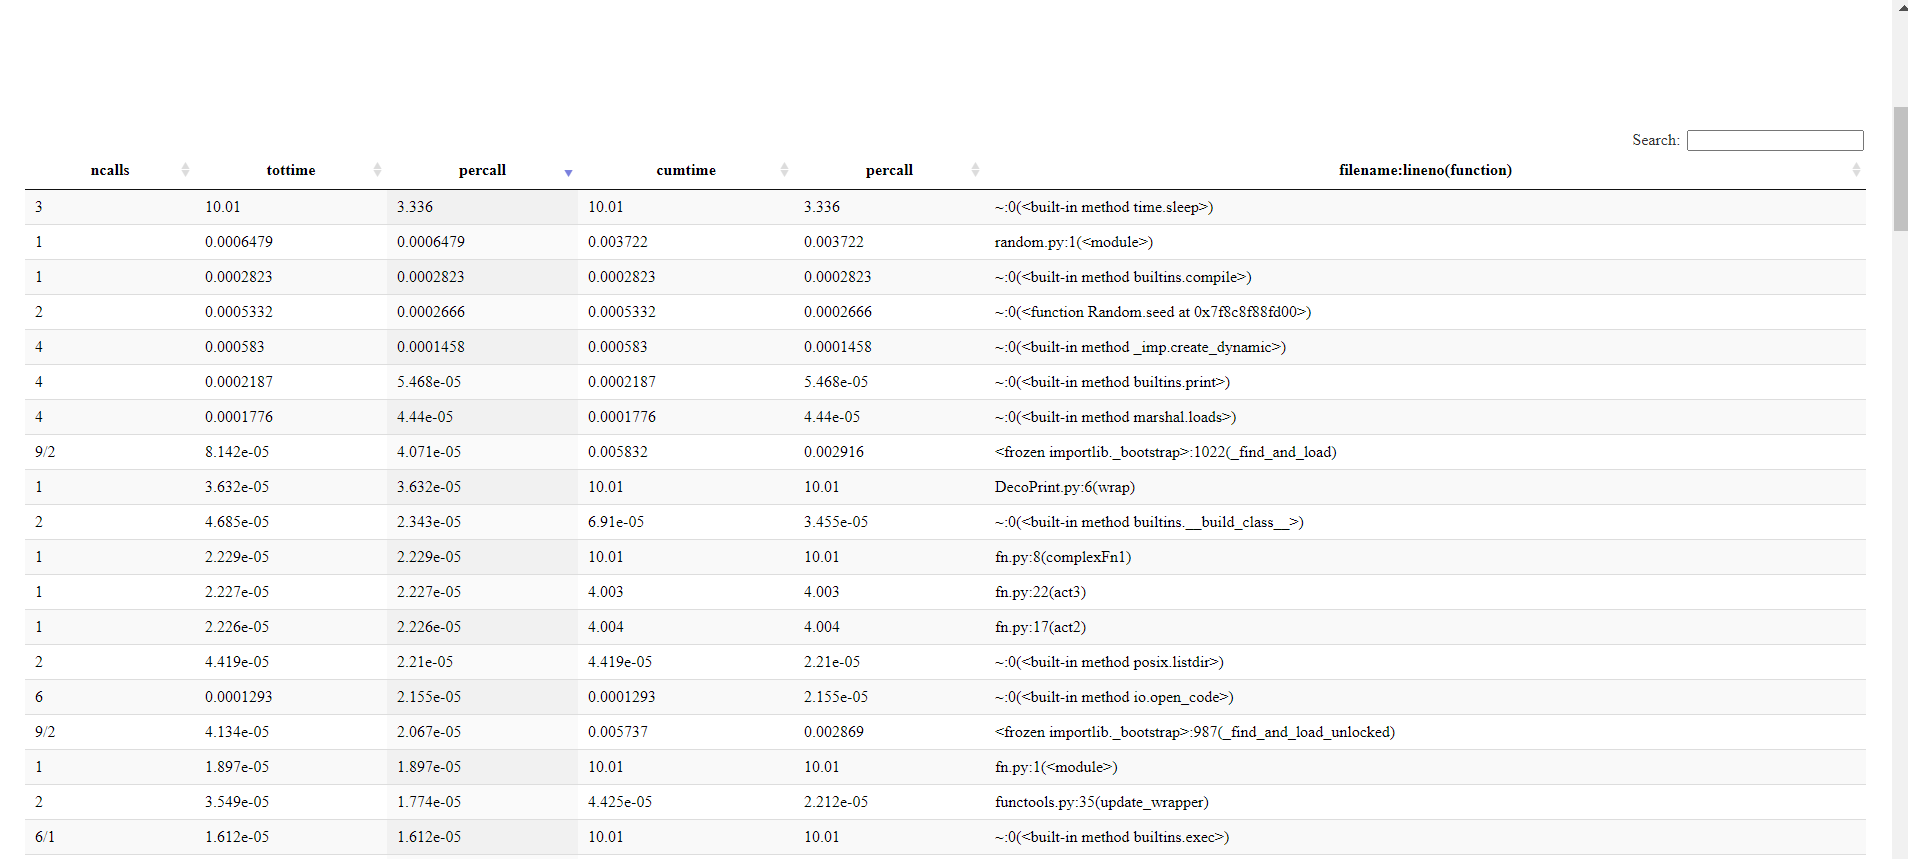 Search:
ncalls tottime percall cumtime percall filename:lineno(function)
3 10.01 3.336 10.01 3.336 ~:0(<built-in method time.sleep>)
1 0.0006479 0.0006479 0.003722 0.003722 random.py:1(<module>)
1 0.0002823 0.0002823 0.0002823 0.0002823 ~:0(<built-in method builtins.compile>)
2 0.0005332 0.0002666 0.0005332 0.0002666 ~:0(<function Random.seed at 0x7f8c8f88fd00>)
4 0.000583 0.0001458 0.000583 0.0001458 ~:0(<built-in method _imp.create_dynamic>)
4 0.0002187 5.468e-05 0.0002187 5.468e-05 ~:0(<built-in method builtins.print>)
4 0.0001776 4.44e-05 0.0001776 4.44e-05 ~:0(<built-in method marshal.loads>)
9/2 8.142e-05 4.071e-05 0.005832 0.002916 <frozen importlib._bootstrap>:1022(_find_and_load)
1 3.632e-05 3.632e-05 10.01 10.01 DecoPrint.py:6(wrap)
2 4.685e-05 2.343e-05 6.91e-05 3.455e-05 ~:0(<built-in method builtins.__build_class__>)
1 2.229e-05 2.229e-05 10.01 10.01 fn.py:8(complexFn1)
1 2.227e-05 2.227e-05 4.003 4.003 fn.py:22(act3)
1 2.226e-05 2.226e-05 4.004 4.004 fn.py:17(act2)
2 4.419e-05 2.21e-05 4.419e-05 2.21e-05 ~:0(<built-in method posix.listdir>)
6 0.0001293 2.155e-05 0.0001293 2.155e-05 ~:0(<built-in method io.open_code>)
9/2 4.134e-05 2.067e-05 0.005737 0.002869 <frozen importlib._bootstrap>:987(_find_and_load_unlocked)
1 1.897e-05 1.897e-05 10.01 10.01 fn.py:1(<module>)
2 3.549e-05 1.774e-05 4.425e-05 2.212e-05 functools.py:35(update_wrapper)
6/1 1.612e-05 1.612e-05 10.01 10.01 ~:0(<built-in method builtins.exec>)